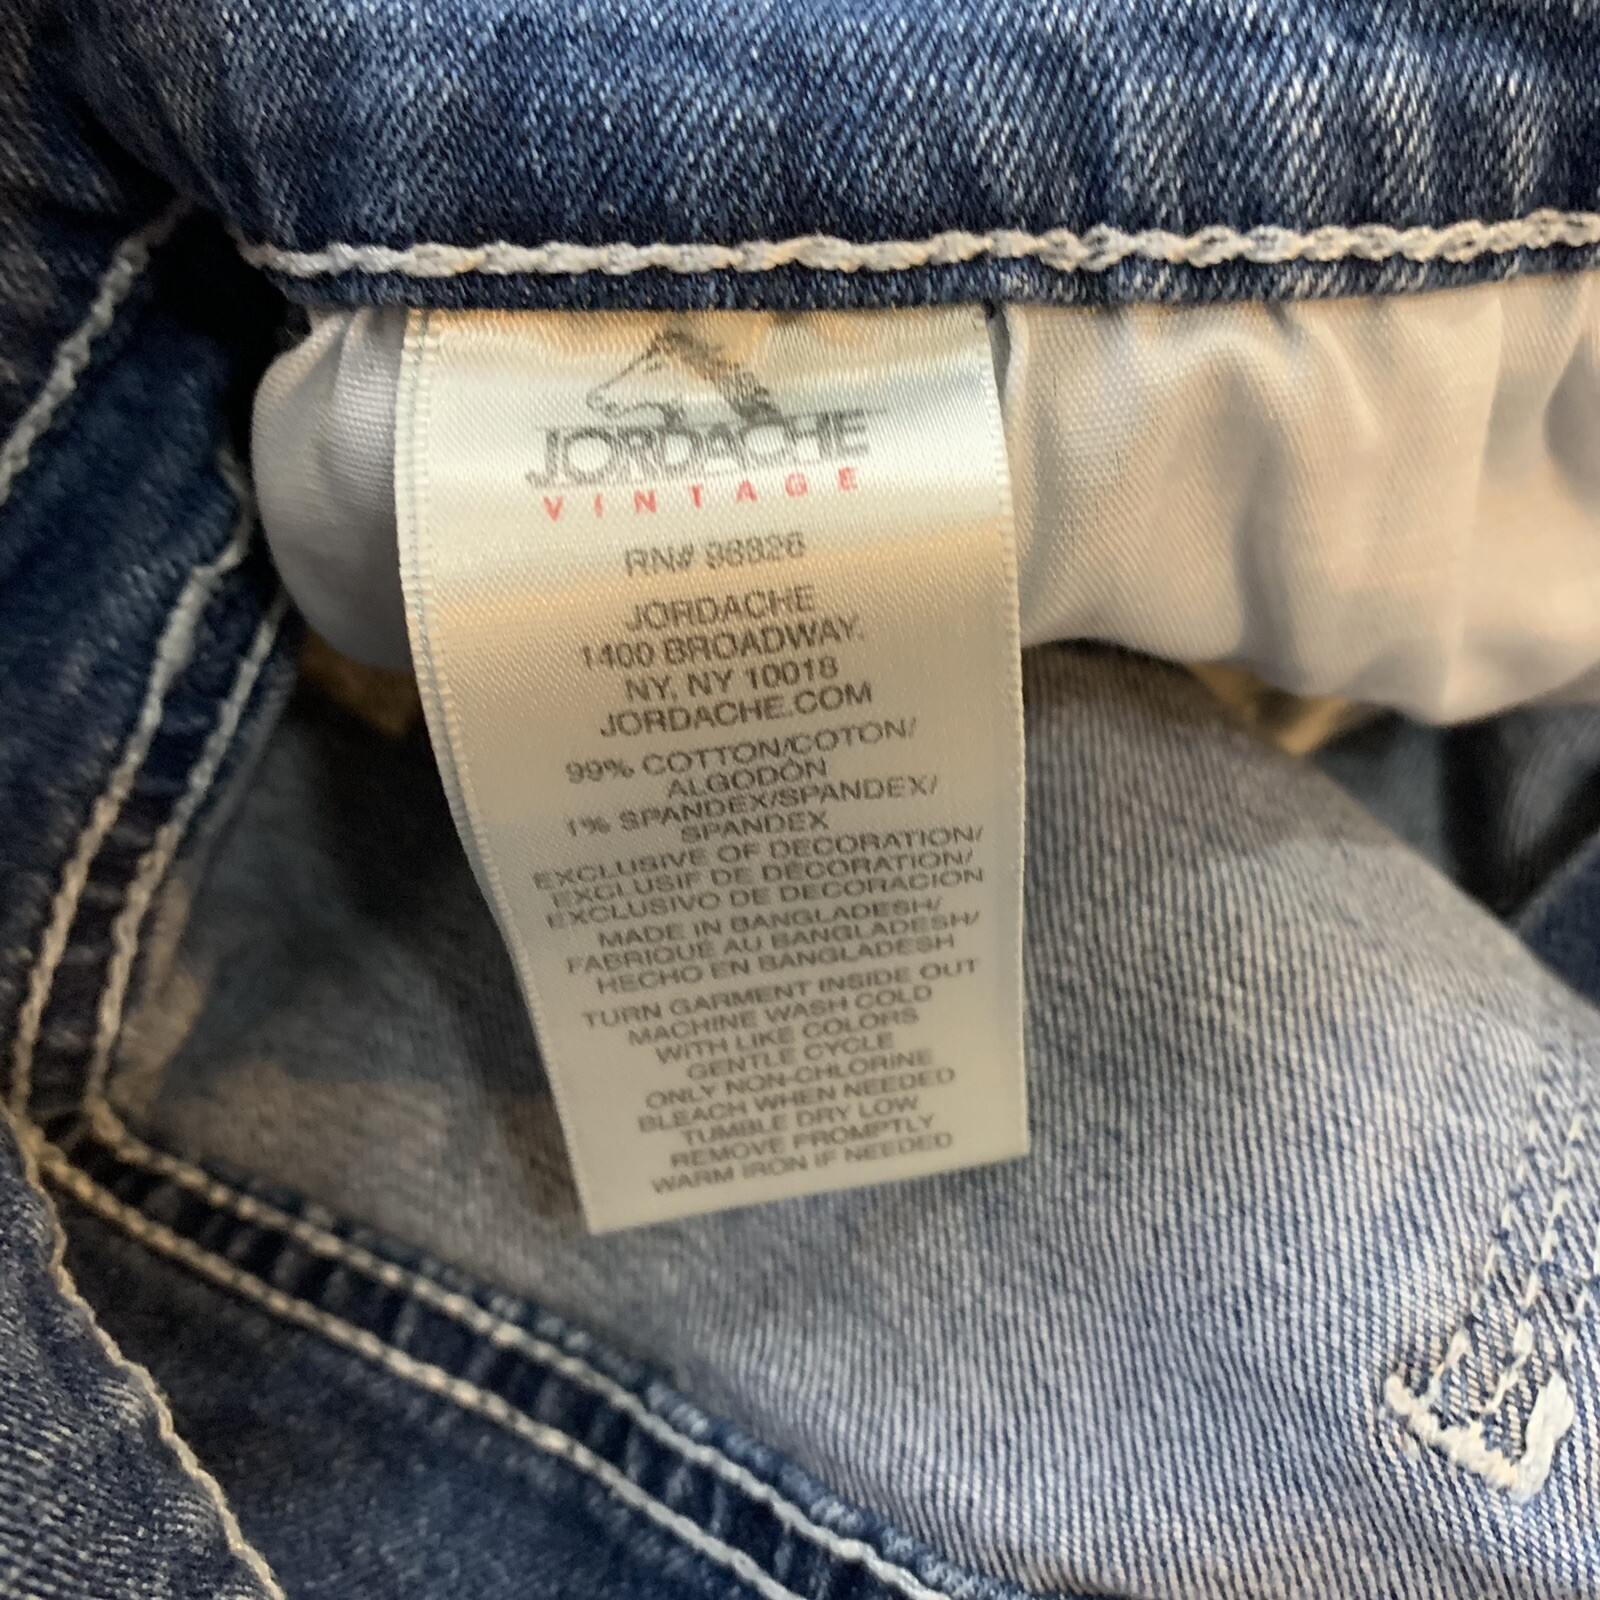 JORDACHE
VINTAGE
RN# 98826
JORDACHE
1400 BROADWAY.
NY, NY 10018
JORDACHE.COM
99% COTTON/COTON/
ALGODÓN
1% SPANDEX/SPANDEX/
SPANDEX
EXCLUSIVE OF DECORATION/
EXCLUSIF DE DÉCORATION/
EXCLUSIVO DE DECORACION
MADE IN BANGLADESH/
FABRIQUÉ AU BANGLADESH/
HECHO EN BANGLADESH
TURN GARMENT INSIDE OUT
MACHINE WASH COLD
WITH LIKE COLORS
GENTLE CYCLE
ONLY NON-CHLORINE
BLEACH WHEN NEEDED
TUMBLE DRY LOW
REMOVE PROMPTLY
WARM IRON IF NEEDED